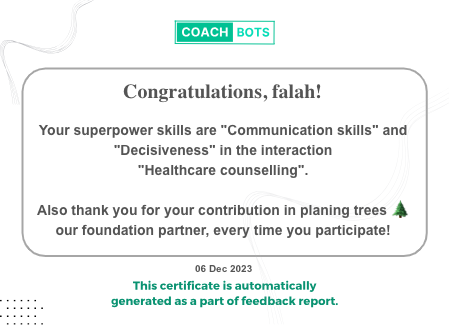 COACH BOTS
Congratulations, falah!
Your superpower skills are "Communication skills" and
"Decisiveness" in the interaction
"Healthcare counselling".
Also thank you for your contribution in planing trees 🌲
our foundation partner, every time you participate!
06 Dec 2023
This certificate is automatically
generated as a part of feedback report.